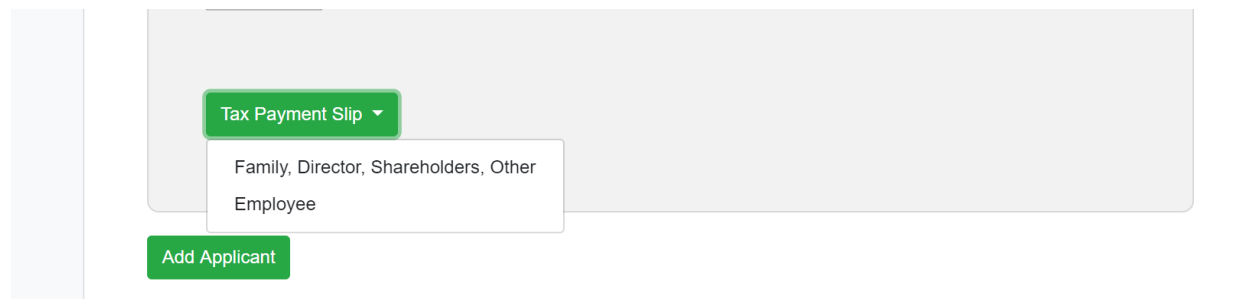 Tax Payment Slip
Family, Director, Shareholders, Other
Employee
Add Applicant